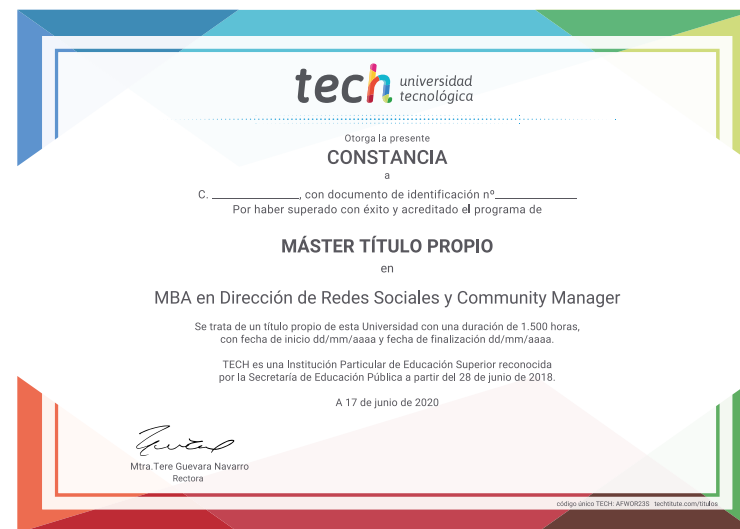 tech universidad
tecnológica
Otorga la presente
CONSTANCIA
a
C. ______________, con documento de identificación nº_____________
Por haber superado con éxito y acreditado el programa de
MÁSTER TÍTULO PROPIO
en
MBA en Dirección de Redes Sociales y Community Manager
Se trata de un título propio de esta Universidad con una duración de 1.500 horas,
con fecha de inicio dd/mm/aaaa y fecha de finalización dd/mm/aaaa.
TECH es una Institución Particular de Educación Superior reconocida
por la Secretaría de Educación Pública a partir del 28 de junio de 2018.
A 17 de junio de 2020
Mtra.Tere Guevara Navarro
Rectora
código único TECH: AFWOR23S techtitute.com/titulos